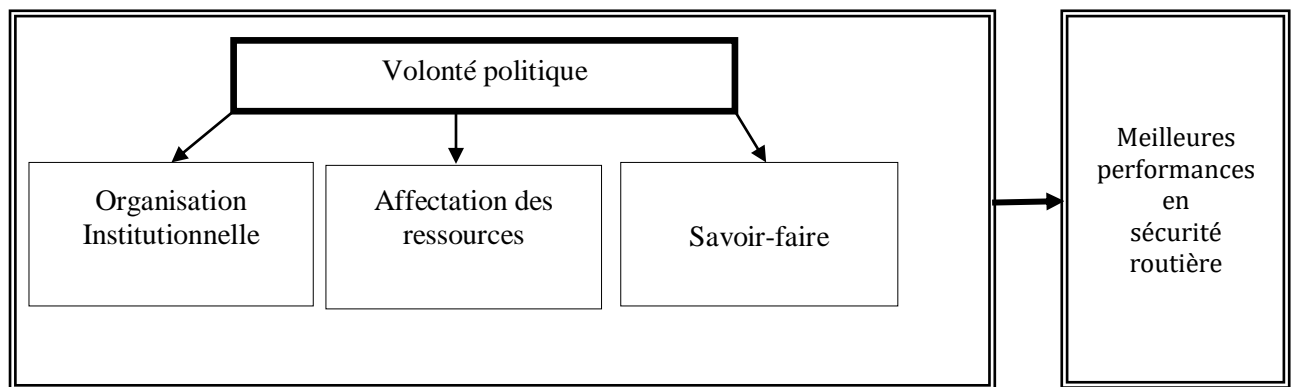 Volonté politique
Organisation
Institutionnelle
Affectation des
ressources
Savoir-faire
Meilleures
performances
en
sécurité
routière